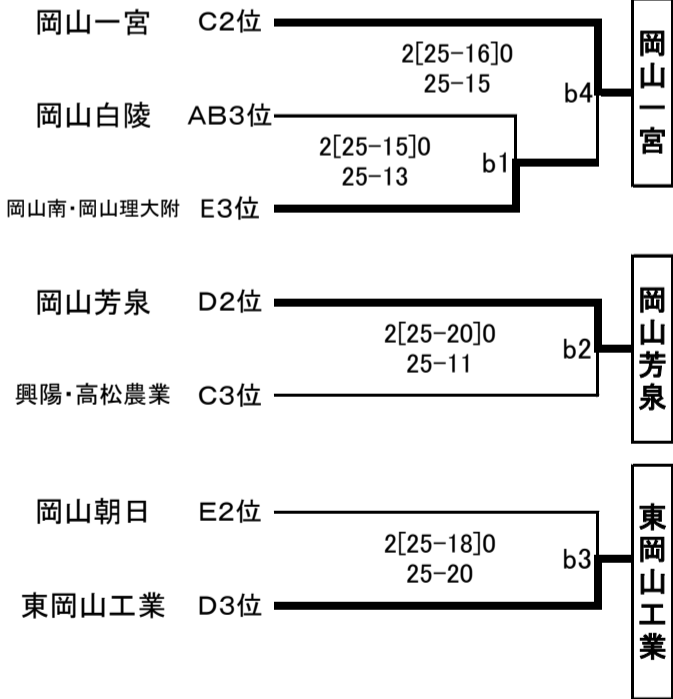 岡山一宮 C2位
2[25-16]0
25-15
b4
岡山一宮
岡山白陵 AB3位
2[25-15]0
25-13
b1
岡山南・岡山理大附 E3位
岡山芳泉 D2位
2[25-20]0
25-11
b2
岡山芳泉
興陽・高松農業 C3位
岡山朝日 E2位
2[25-18]0
25-20
b3
東岡山工業
東岡山工業 D3位